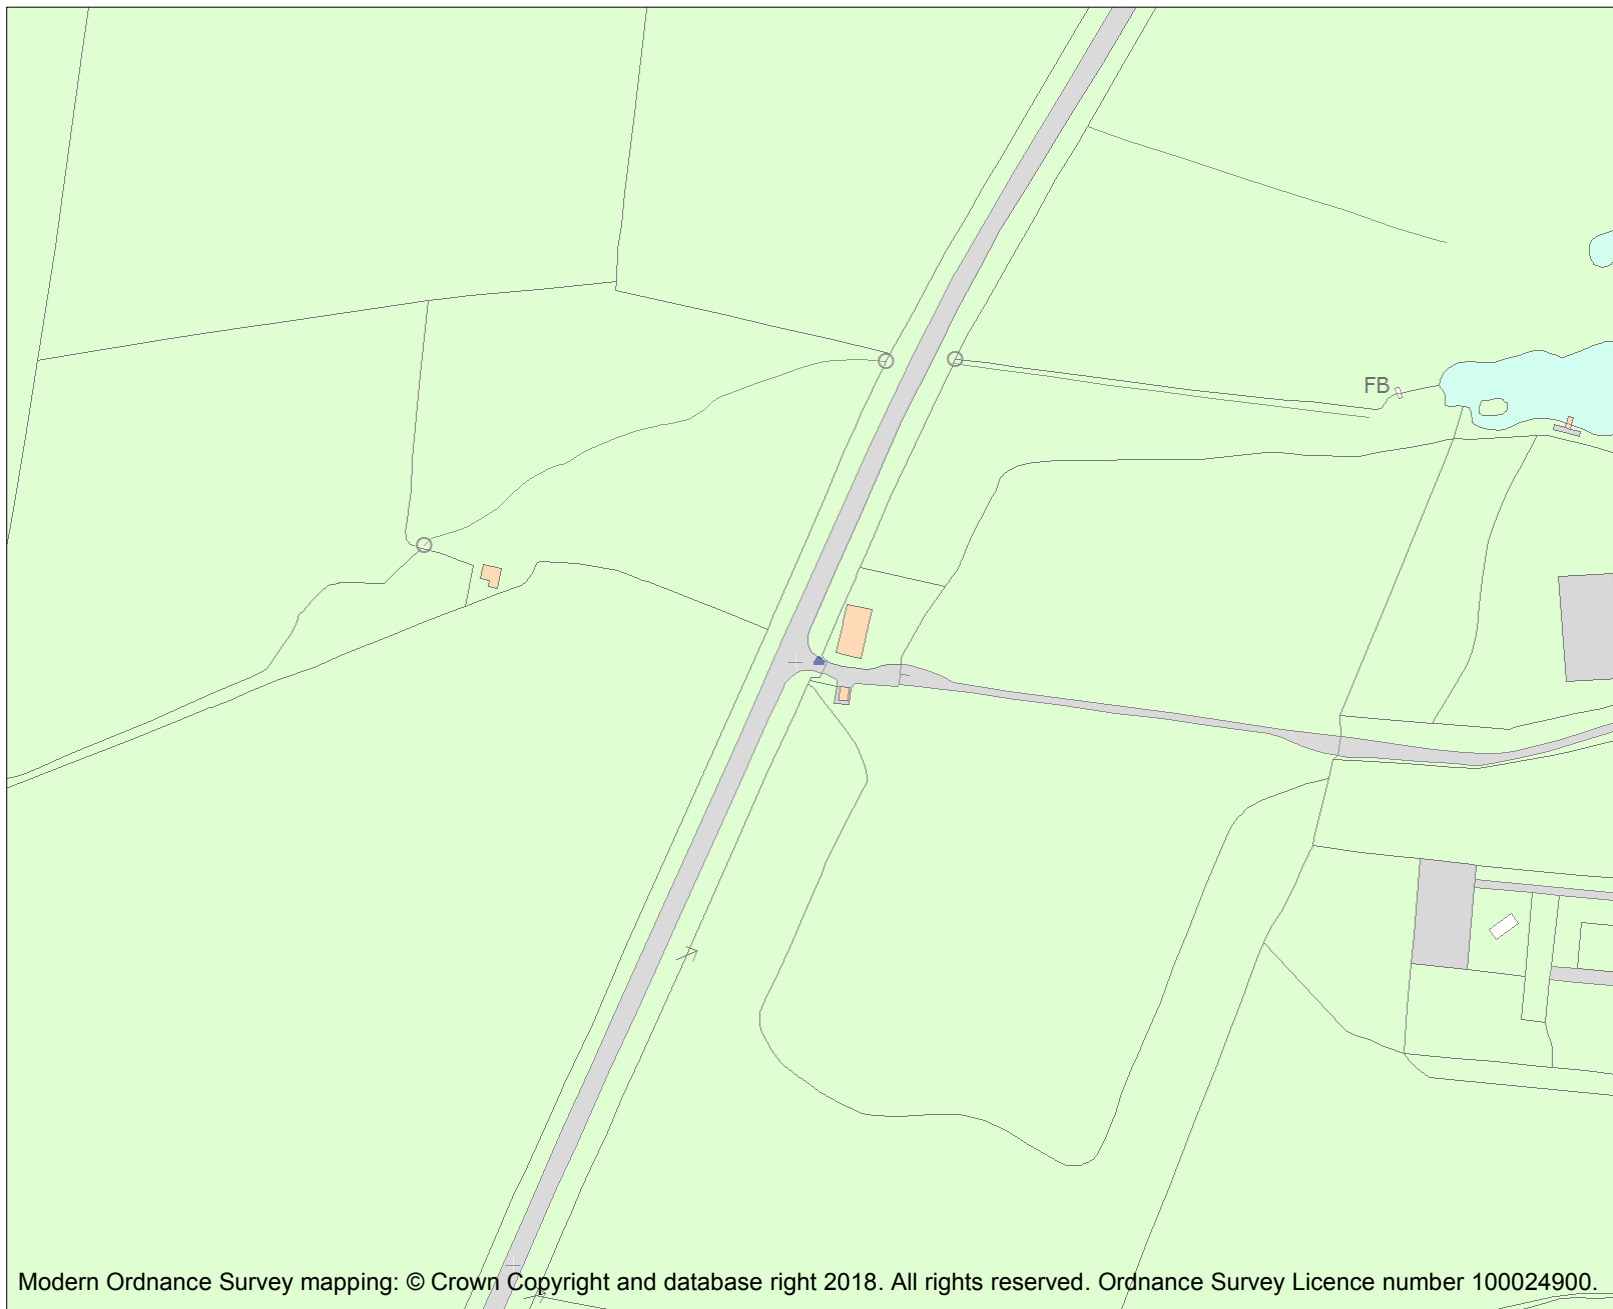 FB
Modern Ordnance Survey mapping: © Crown Copyright and database right 2018. All rights reserved. Ordnance Survey Licence number 100024900.